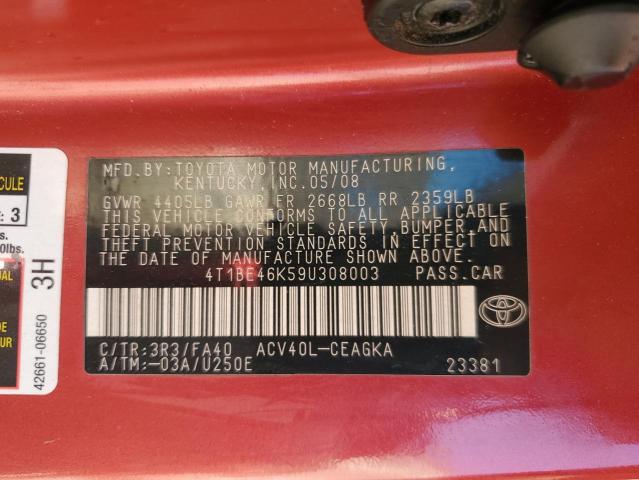 MFD.BY:TOYOTA MOTOR MANUFACTURING,
KENTUCKY,INC.05/08
GVWR 4405LB GAWR FR 2668LB RR 2359LB
THIS VEHICLE CONFORMS TO ALL APPLICABLE
FEDERAL MOTOR VEHICLE SAFETY,BUMPER,AND
THEFT PREVENTION STANDARDS IN EFFECT ON
THE DATE OF MANUFACTURE SHOWN ABOVE.
4T1BE46K59U308003 PASS.CAR
C/TR:3R3/FA40 ACV40L-CEAGKA
A/TM:-03A/U250E 23381
3H
42661-06650
3